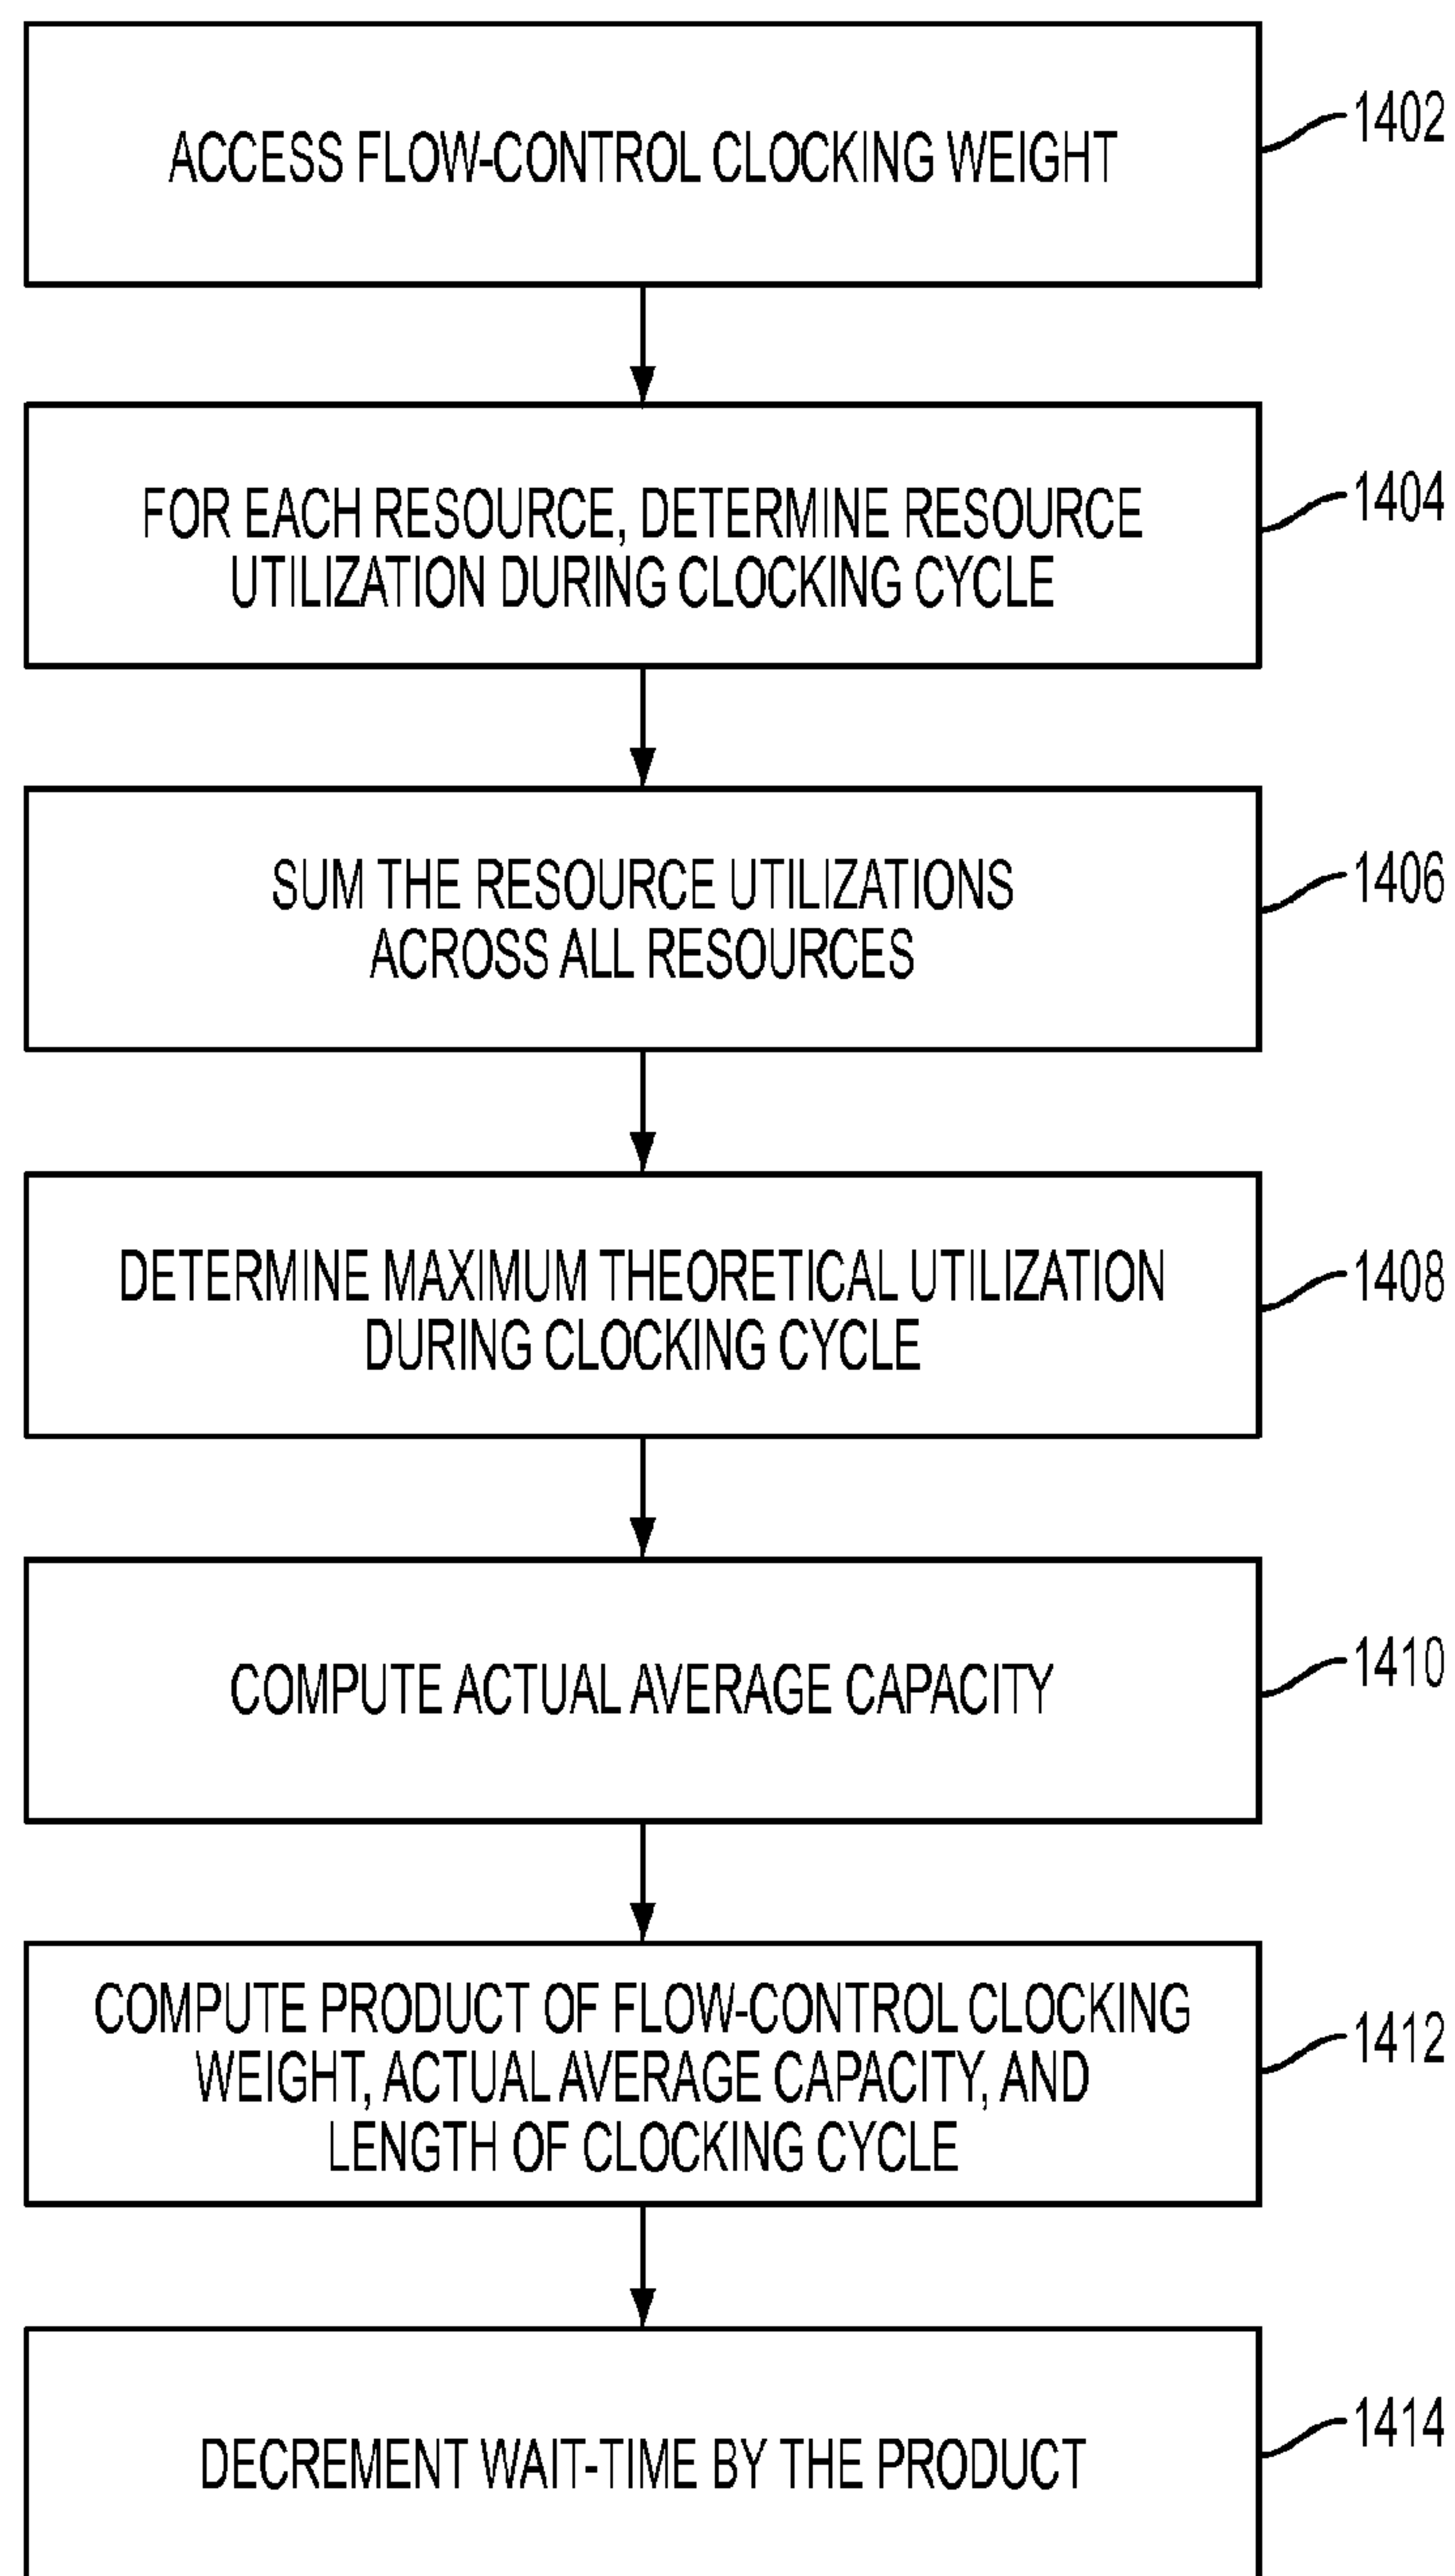 ACCESS FLOW-CONTROL CLOCKING WEIGHT
1402
FOR EACH RESOURCE, DETERMINE RESOURCE
UTILIZATION DURING CLOCKING CYCLE
1404
SUM THE RESOURCE UTILIZATIONS
ACROSS ALL RESOURCES
1406
DETERMINE MAXIMUM THEORETICAL UTILIZATION
DURING CLOCKING CYCLE
1408
COMPUTE ACTUAL AVERAGE CAPACITY
1410
COMPUTE PRODUCT OF FLOW-CONTROL CLOCKING
WEIGHT, ACTUAL AVERAGE CAPACITY, AND
LENGTH OF CLOCKING CYCLE
1412
DECREMENT WAIT-TIME BY THE PRODUCT
1414